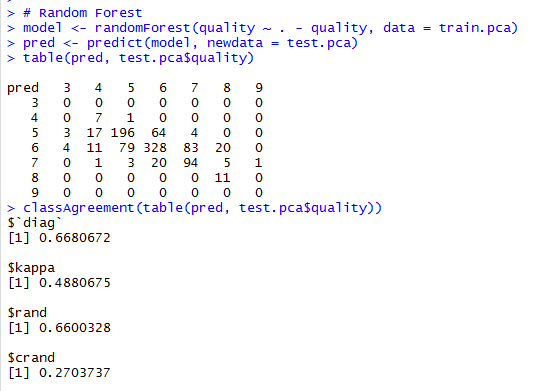 > # Random Forest
> model <- randomForest(quality ~ . - quality, data = train.pca)
> pred <- predict(model, newdata = test.pca)
> table(pred, test.pca$quality)
pred   3   4   5   6   7   8   9
   3   0   0   0   0   0   0   0
   4   0   7   1   0   0   0   0
   5   3  17 196  64   4   0   0
   6   4  11  79 328  83  20   0
   7   0   1   3  20  94   5   1
   8   0   0   0   0   0  11   0
   9   0   0   0   0   0   0   0
> classAgreement(table(pred, test.pca$quality))
$`diag`
[1] 0.6680672
$kappa
[1] 0.4880675
$rand
[1] 0.6600328
$crand
[1] 0.2703737